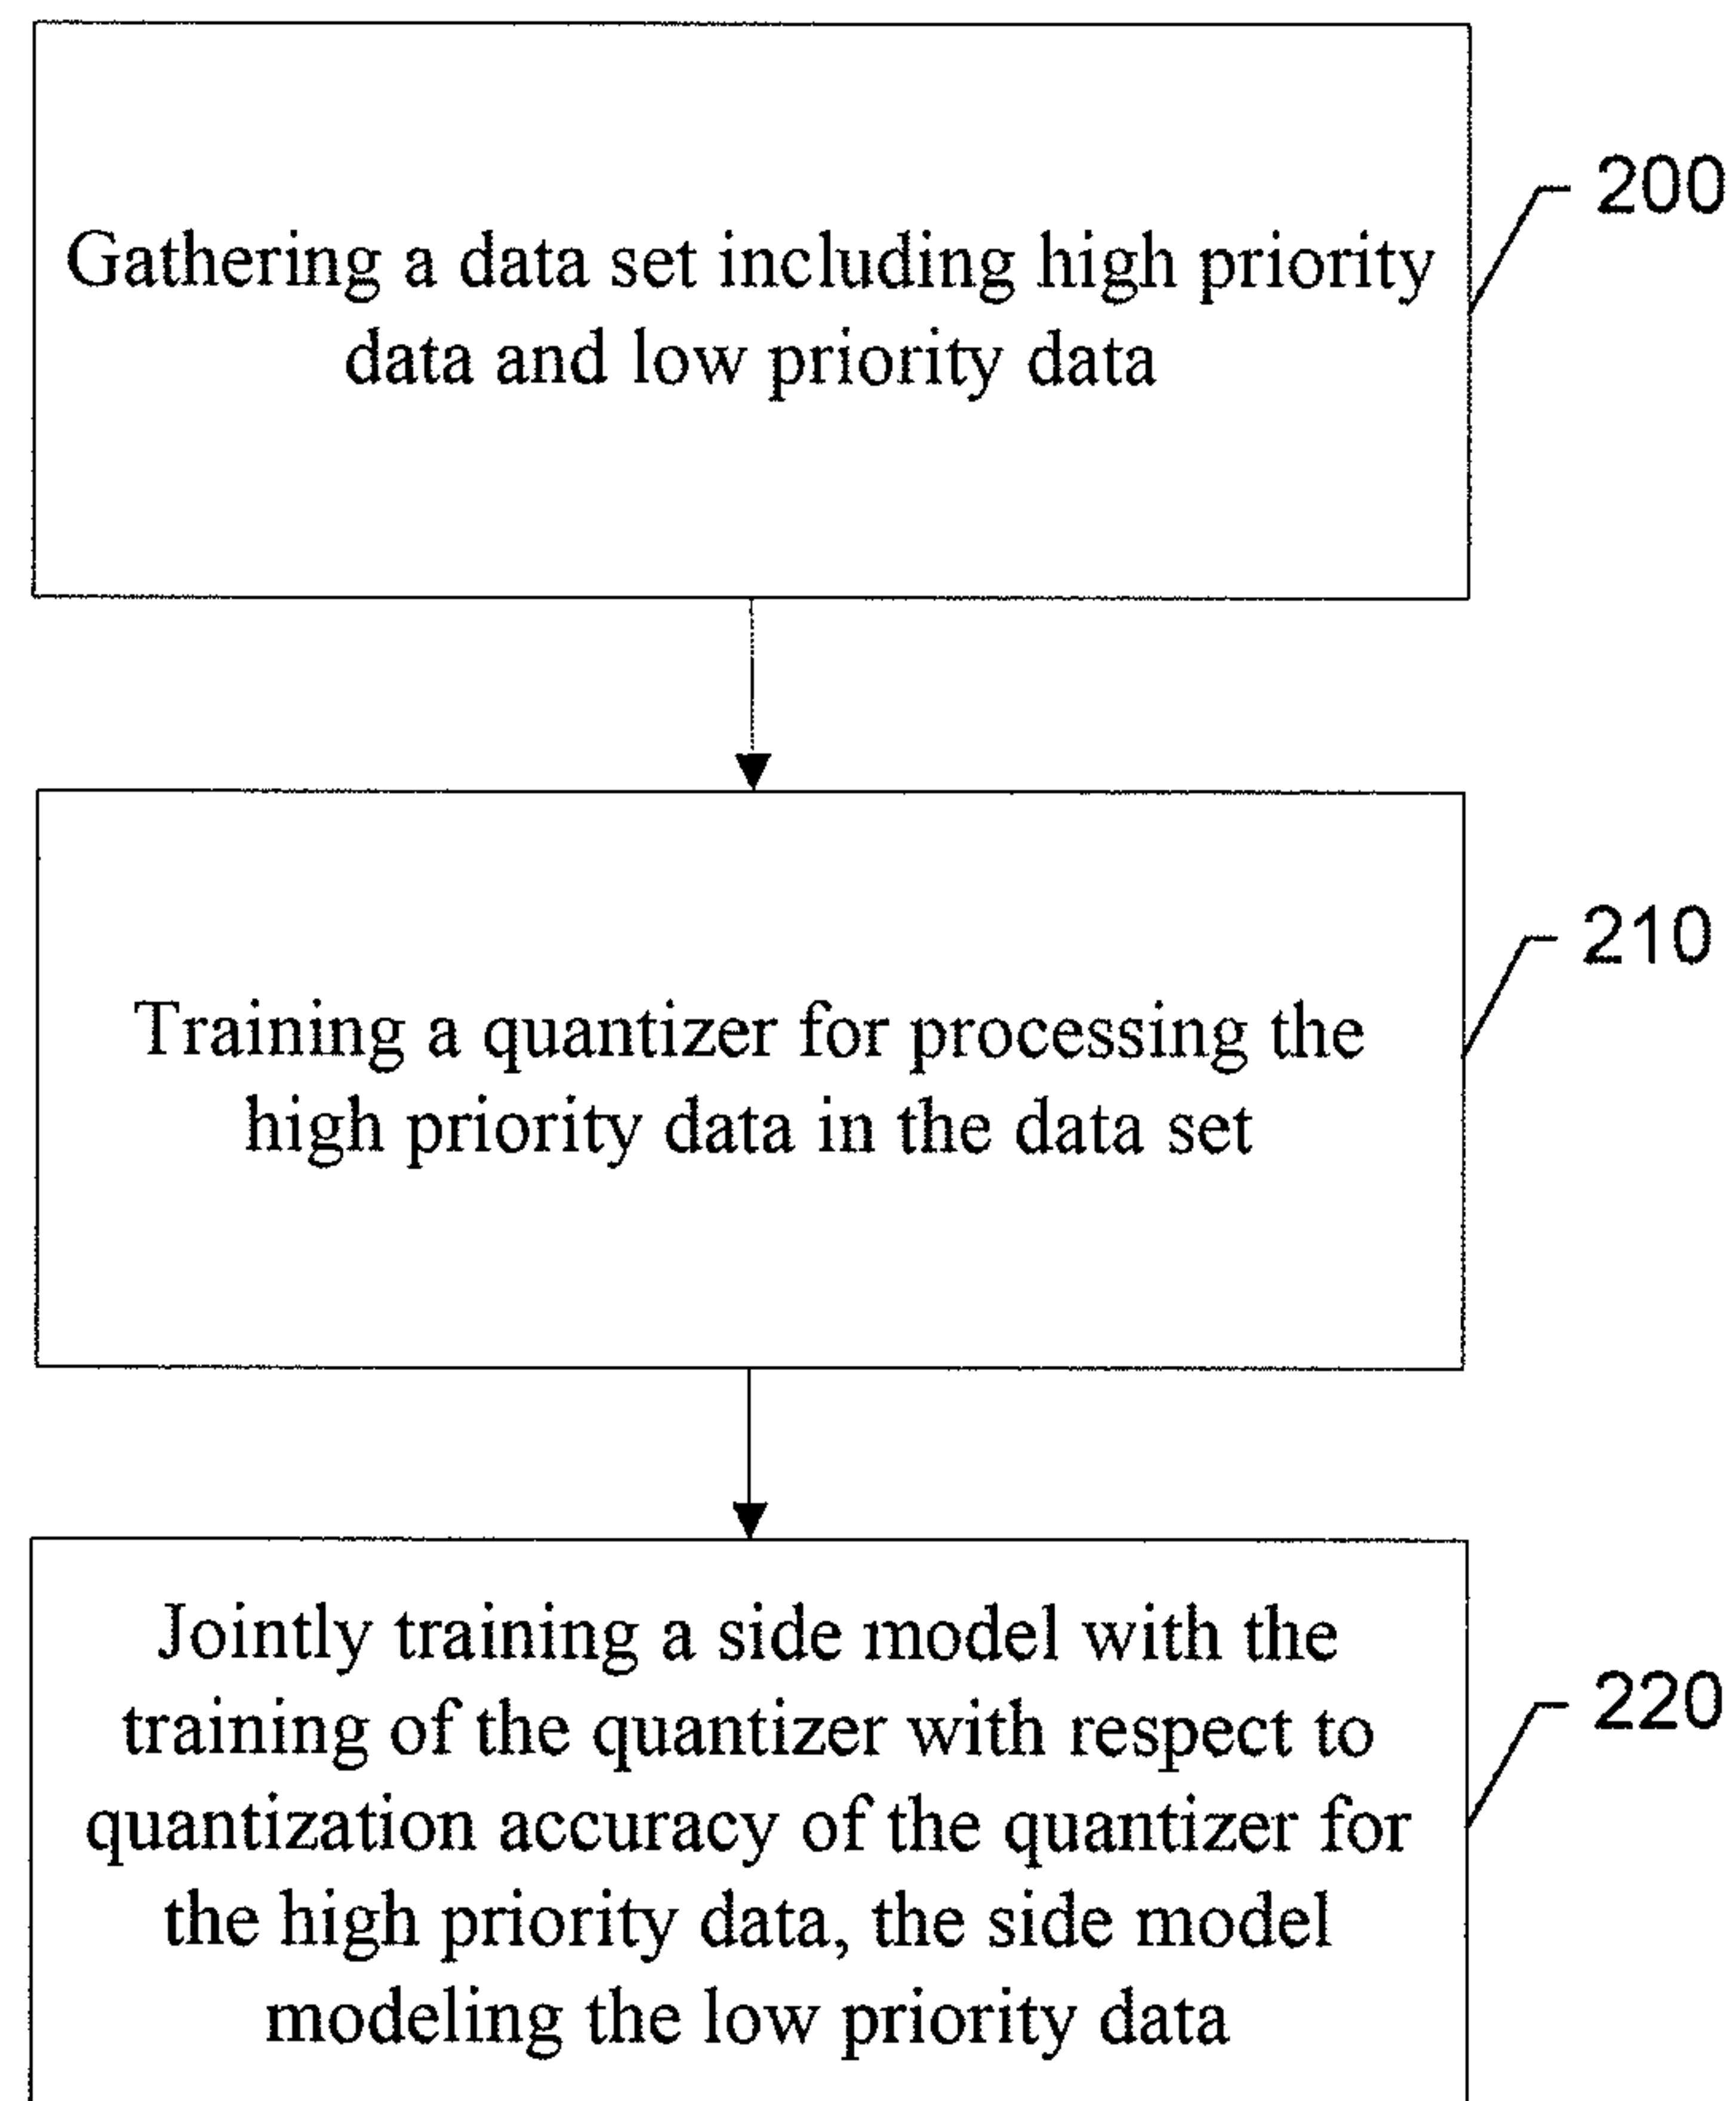 Gathering a data set including high priority
data and low priority data
200
Training a quantizer for processing the
high priority data in the data set
210
Jointly training a side model with the
training of the quantizer with respect to
quantization accuracy of the quantizer for
the high priority data, the side model
modeling the low priority data
220